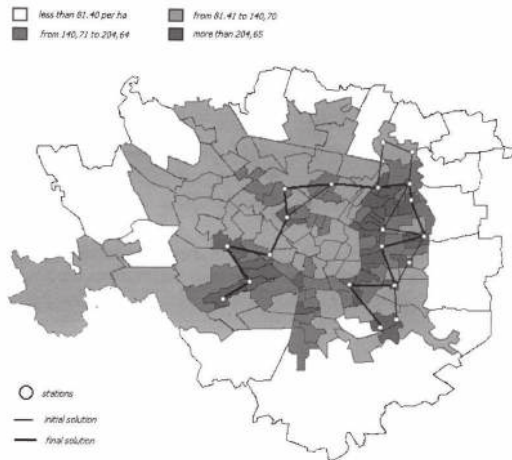 less than 81.40 per ha
from 81.41 to 140,70
from 140,71 to 204,64
more than 204,65
stations
initial solution
final solution